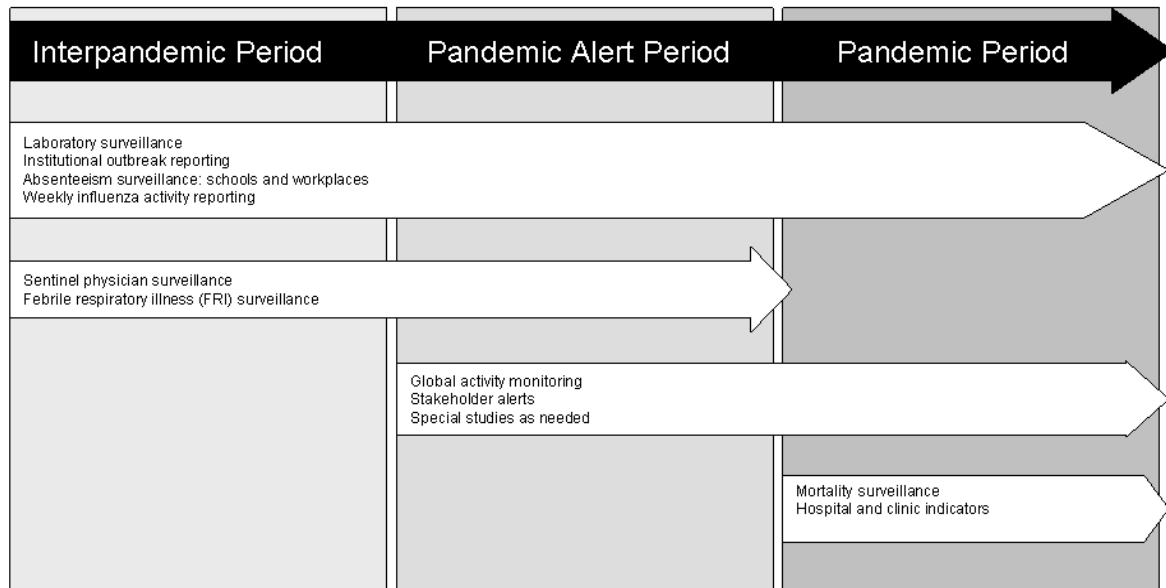 Interpandemic Period
Pandemic Alert Period
Pandemic Period
Laboratory surveillance
Institutional outbreak reporting
Absenteeism surveillance: schools and workplaces
Weekly influenza activity reporting
Sentinel physician surveillance
Febrile respiratory illness (FRI) surveillance
Global activity monitoring
Stakeholder alerts
Special studies as needed
Mortality surveillance
Hospital and clinic indicators